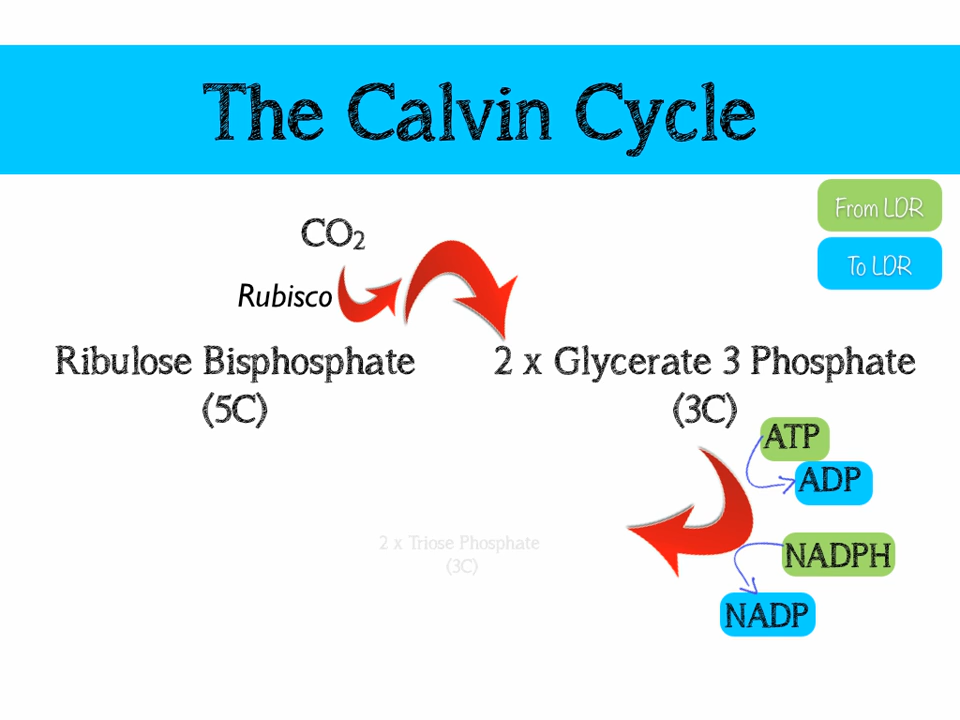 The Calvin Cycle
From LDR
To LDR
CO₂
Rubisco
Ribulose Bisphosphate
(5C)
2 x Glycerate 3 Phosphate
(3C)
ATP
ADP
2 x Triose Phosphate
(3C)
NADPH
NADP